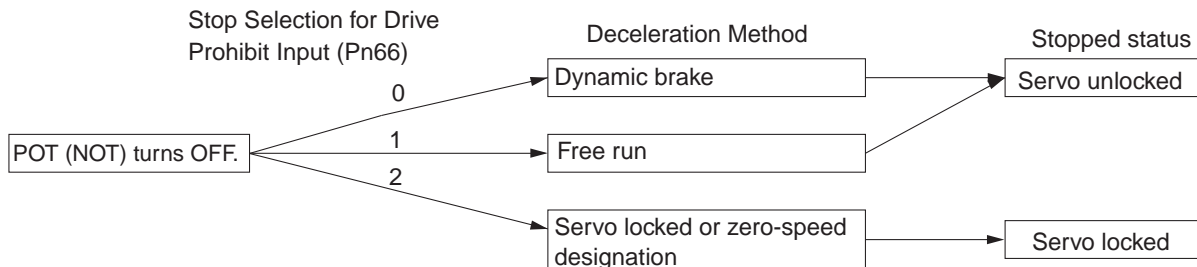 Stop Selection for Drive
Prohibit Input (Pn66)
Deceleration Method
Stopped status
0
Dynamic brake
Servo unlocked
POT (NOT) turns OFF.
1
Free run
2
Servo locked or zero-speed
designation
Servo locked